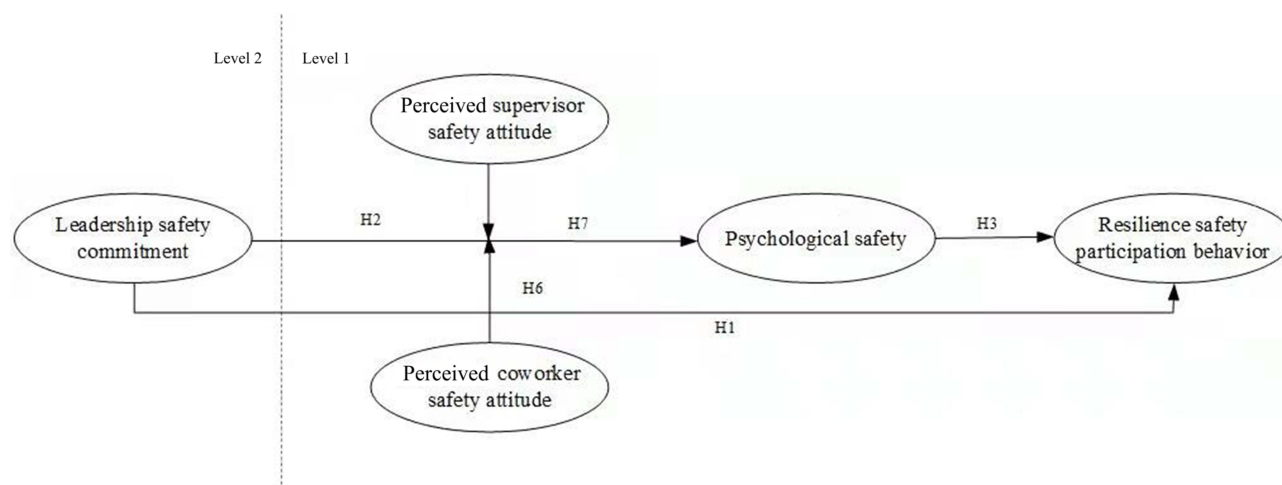 Level 2
Level 1
Perceived supervisor
safety attitude
Leadership safety
commitment
H2
H7
Psychological safety
H3
Resilience safety
participation behavior
H6
H1
Perceived coworker
safety attitude